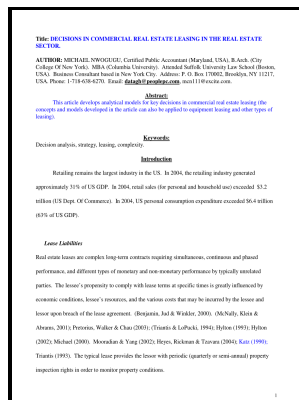 Title: DECISIONS IN COMMERCIAL REAL ESTATE LEASING IN THE REAL ESTATE
SECTOR.
AUTHOR: MICHAEL NWOGUGU, Certified Public Accountant (Maryland, USA), B.Arch. (City
College Of New York). MBA (Columbia University). Attended Suffolk University Law School (Boston,
USA). Business Consultant based in New York City. Address: P. O. Box 170002, Brooklyn, NY 11217,
USA. Phone: 1-718-638-6270. Email: datagh@peoplepc.com, mcn111@excite.com.
Abstract:
This article develops analytical models for key decisions in commercial real estate leasing (the
concepts and models developed in the article can also be applied to equipment leasing and other types of
leasing).
Keywords:
Decision analysis, strategy, leasing, complexity.
Introduction
Retailing remains the largest industry in the US. In 2004, the retailing industry generated
approximately 31% of US GDP. In 2004, retail sales (for personal and household use) exceeded $3.2
trillion (US Dept. Of Commerce). In 2004, US personal consumption expenditure exceeded $6.4 trillion
(63% of US GDP).
Lease Liabilities
Real estate leases are complex long-term contracts requiring simultaneous, continuous and phased
performance, and different types of monetary and non-monetary performance by typically unrelated
parties. The lessee's propensity to comply with lease terms at specific times is greatly influenced by
economic conditions, lessee's resources, and the various costs that may be incurred by the lessee and
lessor upon breach of the lease agreement. (Benjamin, Jud & Winkler, 2000). (McNally, Klein &
Abrams, 2001); Pretorius, Walker & Chau (2003); (Triantis & LoPucki, 1994); Hylton (1993); Hylton
(2002); Michael (2000). Mooradian & Yang (2002); Heyes, Rickman & Tzavara (2004); Katz (1990);
Triantis (1993). The typical lease provides the lessor with periodic (quarterly or semi-annual) property
inspection rights in order to monitor property conditions.
1